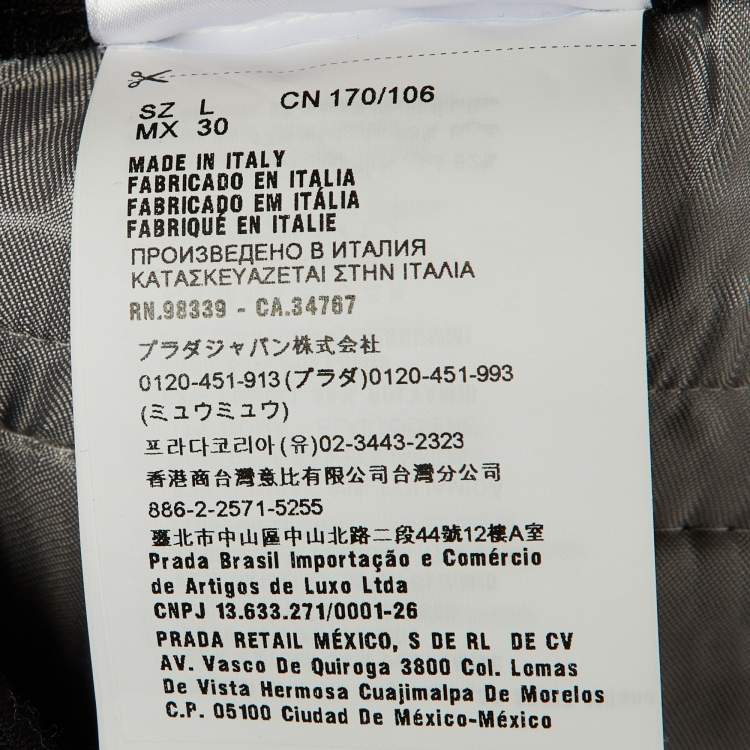 SZ L CN 170/106
MX 30
MADE IN ITALY
FABRICADO EN ITALIA
FABRICADO EM ITÁLIA
FABRIQUÉ EN ITALIE
ПРОИЗВЕДЕНО В ИТАЛИЯ
ΚΑΤΑΣΚΕΥΑΖΕΤΑΙ ΣΤΗΝ ΙΤΑΛΙΑ
RN.98339 - CA.34767
プラダジャパン株式会社
0120-451-913(プラダ)0120-451-993
(ミュウミュウ)
프라다코리아(유)02-3443-2323
香港商台灣意比有限公司台灣分公司
886-2-2571-5255
臺北市中山區中山北路二段44號12樓A室
Prada Brasil Importação e Comércio
de Artigos de Luxo Ltda
CNPJ 13.633.271/0001-26
PRADA RETAIL MÉXICO, S DE RL DE CV
AV. Vasco De Quiroga 3800 Col. Lomas
De Vista Hermosa Cuajimalpa De Morelos
C.P. 05100 Ciudad De México-México